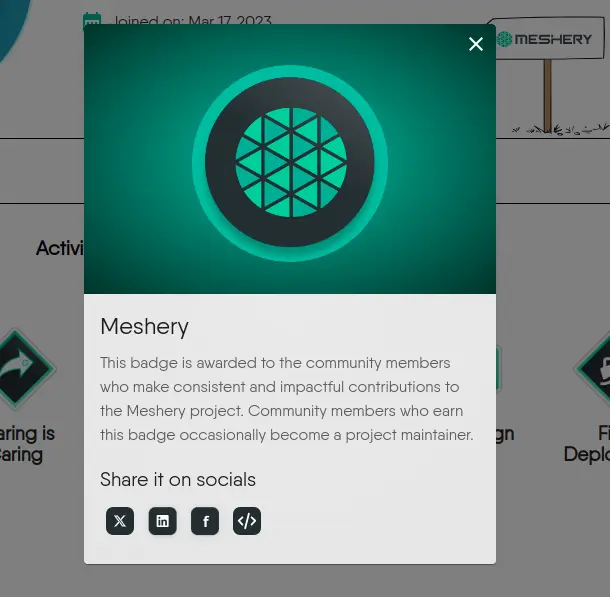 Joined on: Mar 17, 2023
MESHERY
Activi
Meshery
This badge is awarded to the community members
who make consistent and impactful contributions to
the Meshery project. Community members who earn
this badge occasionally become a project maintainer.
aring is
aring
gn
Fi
Deplo
Share it on socials